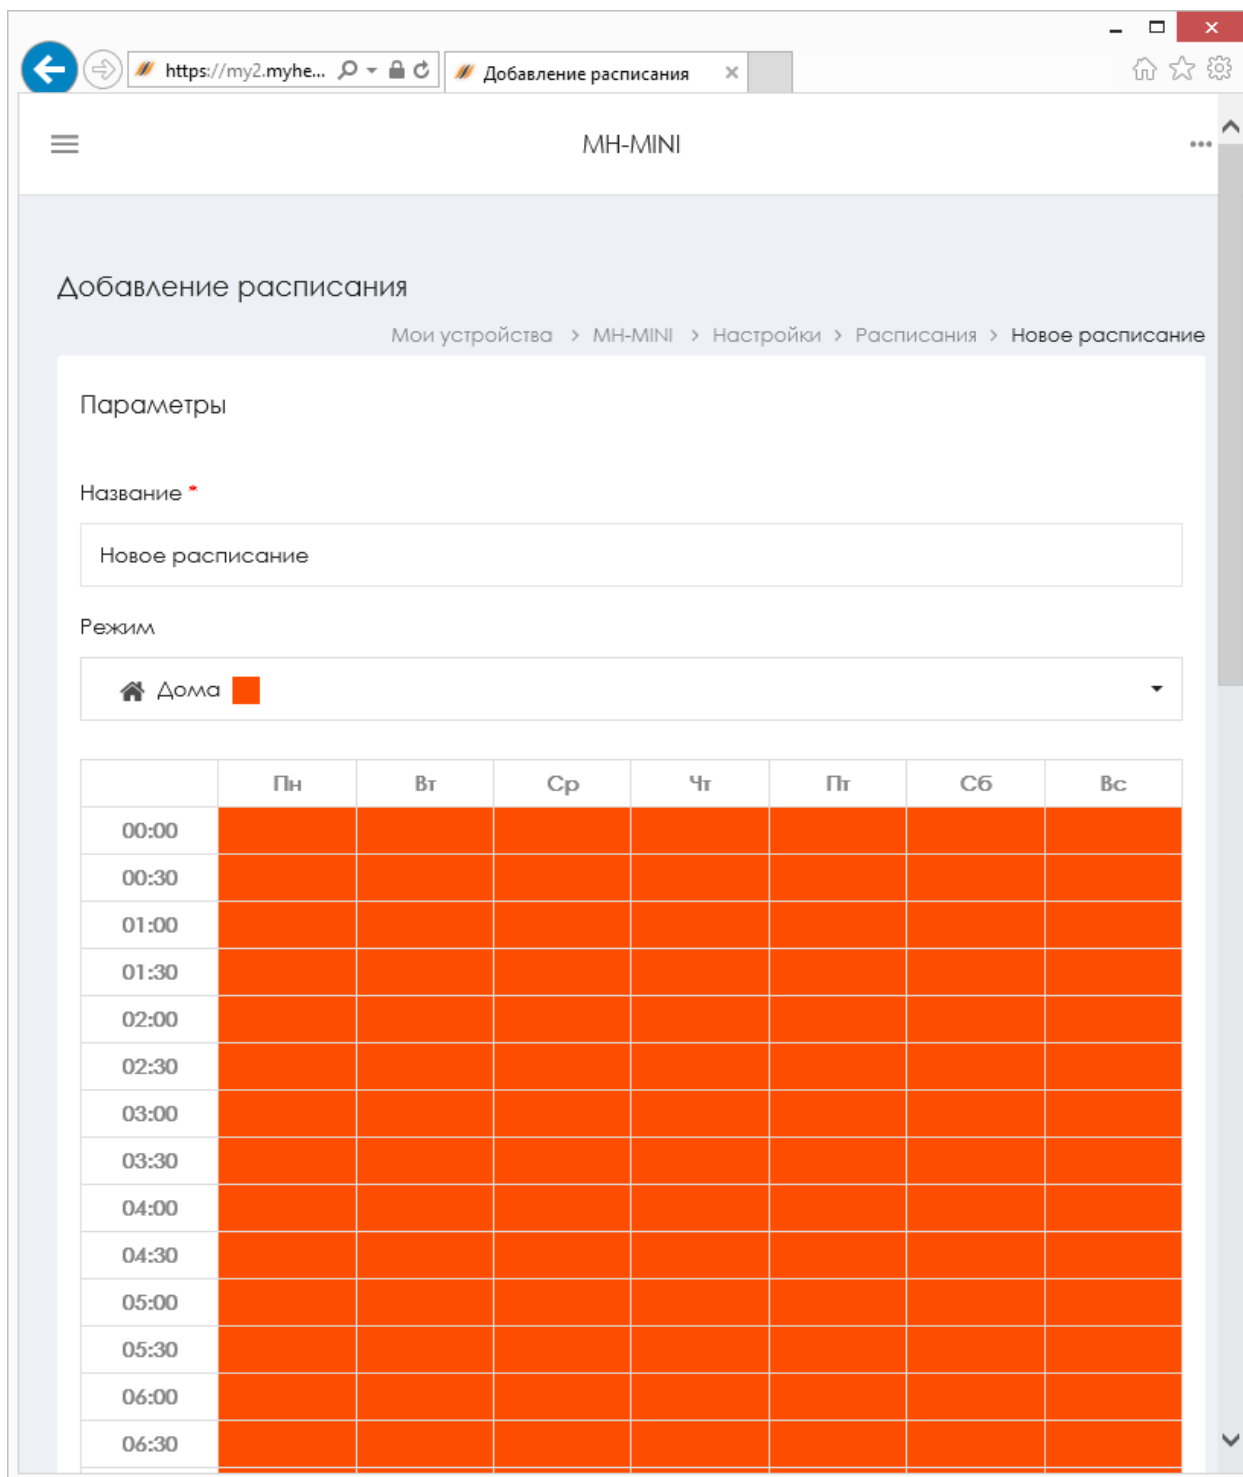 https://my2.myhe...
Добавление расписания
MH-MINI
Добавление расписания
Мои устройства > MH-MINI > Настройки > Расписания > Новое расписание
Параметры
Название *
Новое расписание
Режим
Дома
Пн Вт Ср Чт Пт Сб Вс
00:00
00:30
01:00
01:30
02:00
02:30
03:00
03:30
04:00
04:30
05:00
05:30
06:00
06:30